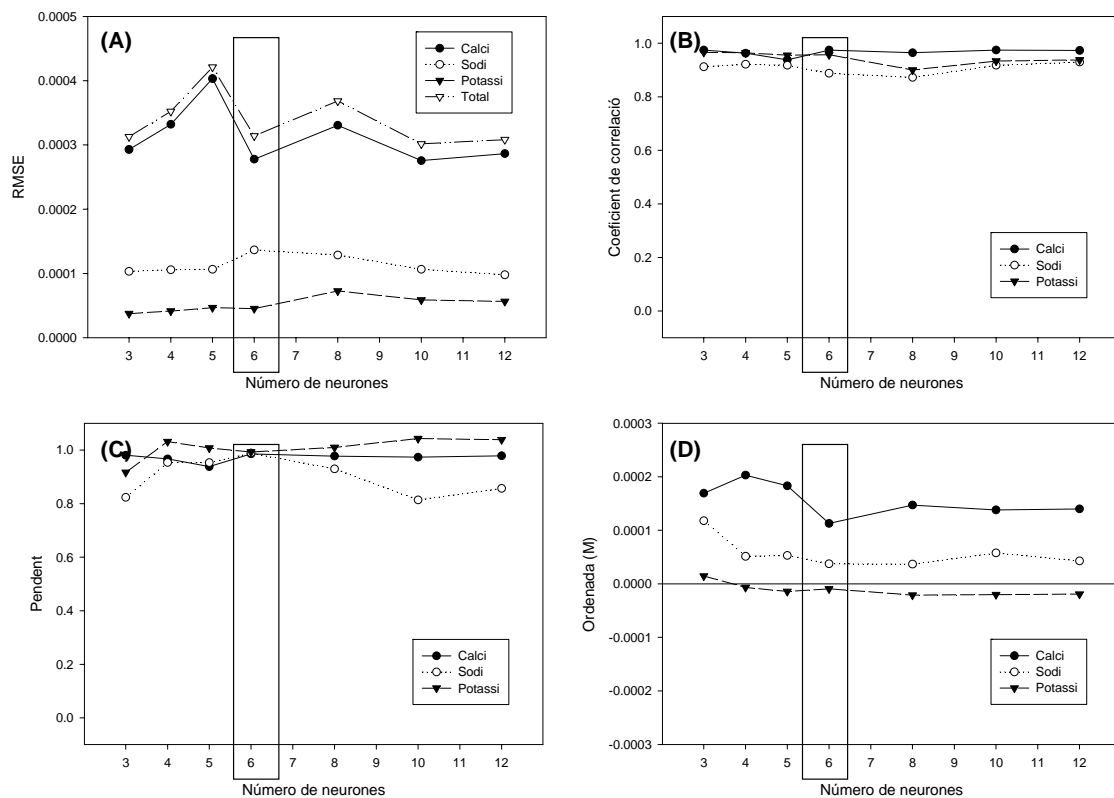 (A)
0.0005
0.0004
0.0003
0.0002
0.0001
0.0000
RMSE
Calci
Sodi
Potassi
Total
3 4 5 6 7 8 9 10 11 12
Número de neurones
(B)
1.0
0.8
0.6
0.4
0.2
0.0
Coeficient de correlació
Calci
Sodi
Potassi
3 4 5 6 7 8 9 10 11 12
Número de neurones
(C)
1.0
0.8
0.6
0.4
0.2
0.0
Pendent
Calci
Sodi
Potassi
3 4 5 6 7 8 9 10 11 12
Número de neurones
(D)
0.0003
0.0002
0.0001
0.0000
-0.0001
-0.0002
-0.0003
Ordenada (M)
Calci
Sodi
Potassi
3 4 5 6 7 8 9 10 11 12
Número de neurones